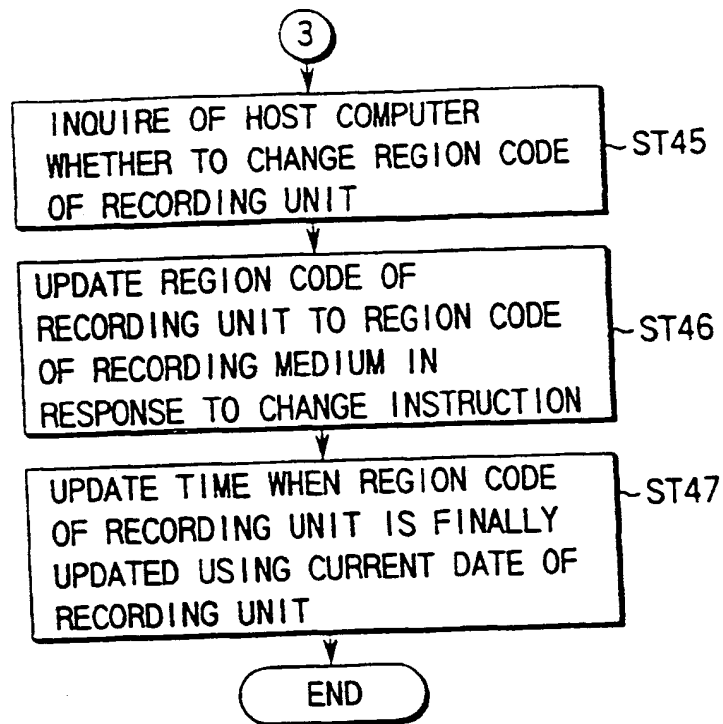 3
INQUIRE OF HOST COMPUTER
WHETHER TO CHANGE REGION CODE
OF RECORDING UNIT
ST45
UPDATE REGION CODE OF
RECORDING UNIT TO REGION CODE
OF RECORDING MEDIUM IN
RESPONSE TO CHANGE INSTRUCTION
ST46
UPDATE TIME WHEN REGION CODE
OF RECORDING UNIT IS FINALLY
UPDATED USING CURRENT DATE OF
RECORDING UNIT
ST47
END